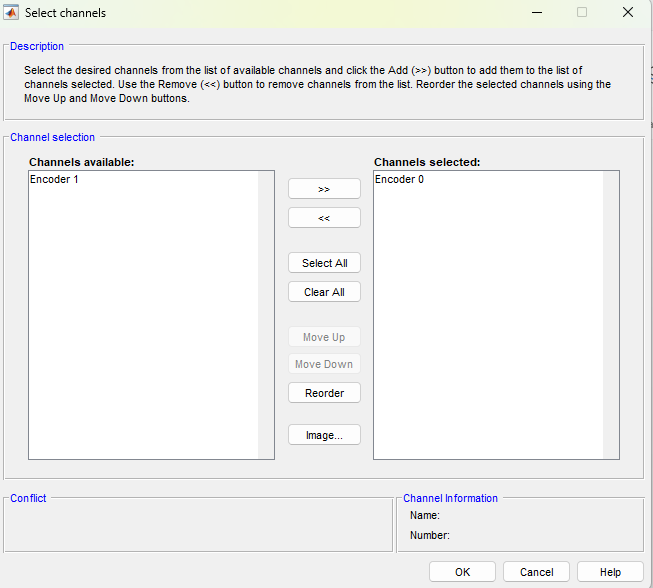 Select channels
Description
Select the desired channels from the list of available channels and click the Add (>>) button to add them to the list of
channels selected. Use the Remove (<<) button to remove channels from the list. Reorder the selected channels using the
Move Up and Move Down buttons.
Channel selection
Channels available:
Channels selected:
Encoder 1
Encoder 0
>>
<<
Select All
Clear All
Move Up
Move Down
Reorder
Image...
Conflict
Channel Information
Name:
Number:
OK
Cancel
Help